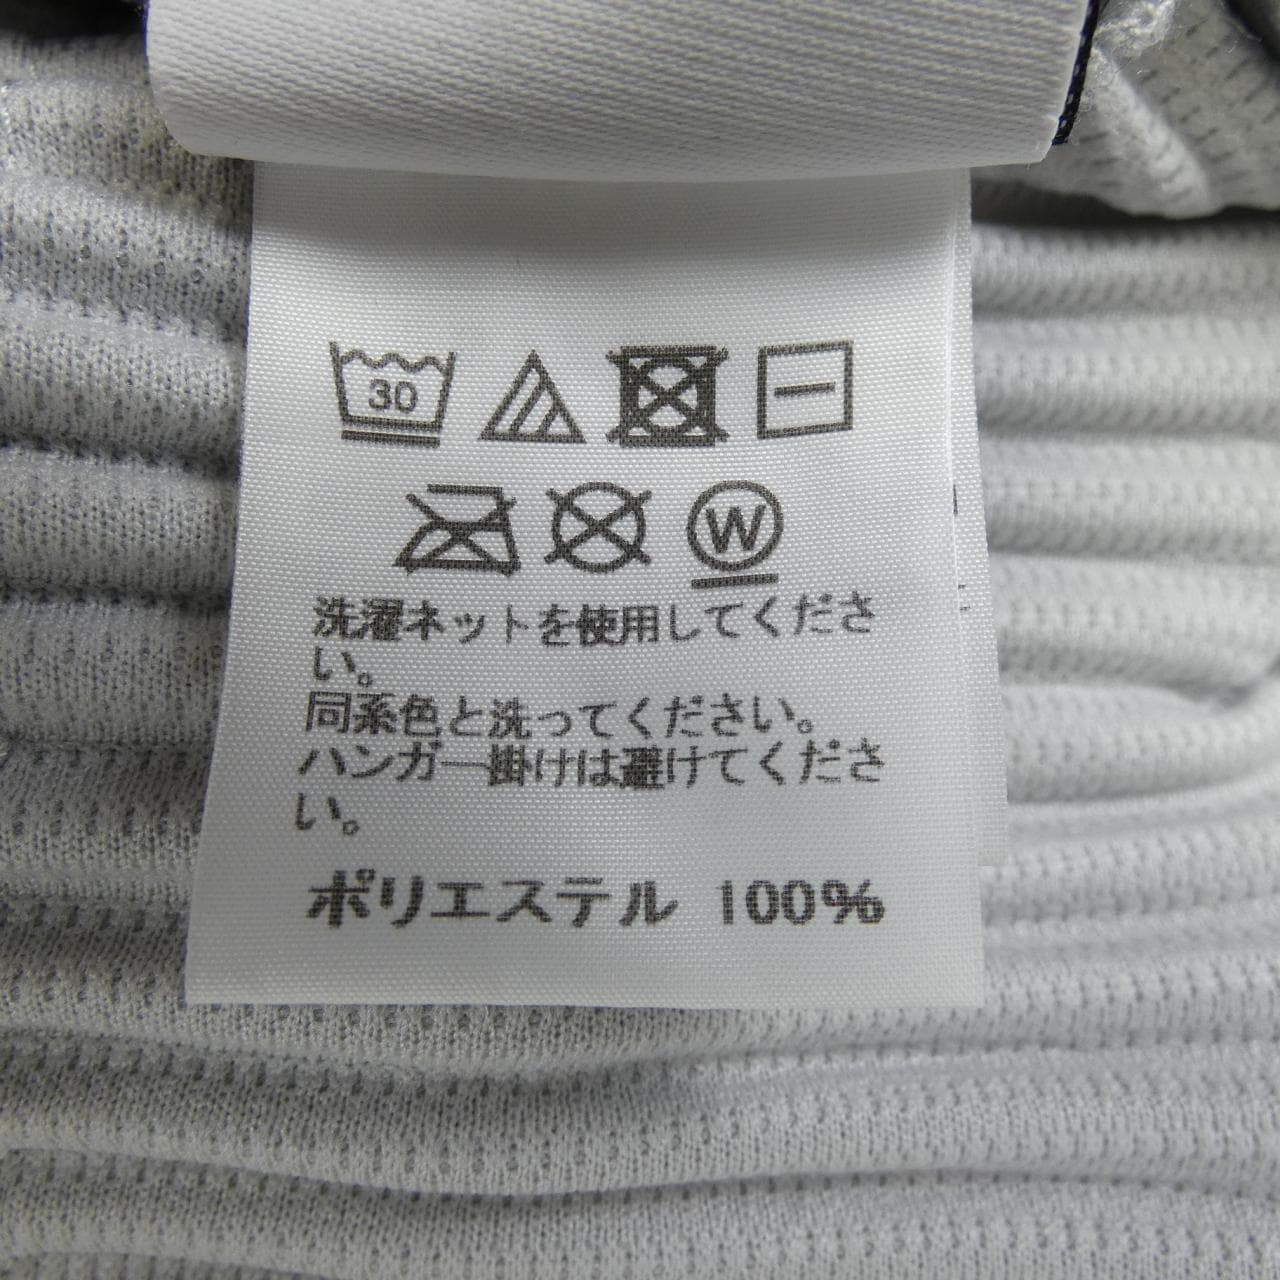 30
W
洗濯ネットを使用してくださ
い。
同系色と洗ってください。
ハンガー掛けは避けてくださ
い。
ポリエステル 100%